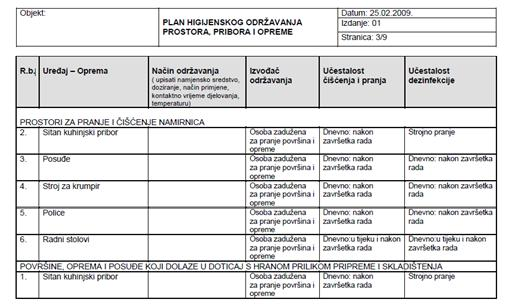 Objekt:
PLAN HIGIJENSKOG ODRŽAVANJA
PROSTORA, PRIBORA I OPREME
Datum: 25.02.2009.
Izdanje: 01
Stranica: 3/9
R.b.
Uređaj – Oprema
Način održavanja
( upisati namjensko sredstvo,
doziranje, način primjene,
kontaktno vrijeme djelovanja,
temperaturu)
Izvođač
održavanja
Učestalost
čišćenja i pranja
Učestalost
dezinfekcije
PROSTORI ZA PRANJE I ČIŠĆENJE NAMIRNICA
2.
Sitan kuhinjski pribor
Osoba zadužena
za pranje površina i
opreme
Dnevno: nakon
završetka rada
Strojno pranje
3.
Posuđe
Osoba zadužena
za pranje površina i
opreme
Dnevno: nakon
završetka rada
Dnevno: nakon završetka
rada
4.
Stroj za krumpir
Osoba zadužena
za pranje površina i
opreme
Dnevno: nakon
završetka rada
Dnevno: nakon završetka
rada
5.
Police
Osoba zadužena
za pranje površina i
opreme
Dnevno: nakon
završetka rada
Dnevno: nakon završetka
rada
6.
Radni stolovi
Osoba zadužena
za pranje površina i
opreme
Dnevno:u tijeku i nakon
završetka rada
Dnevno:u tijeku i nakon
završetka rada
POVRŠINE, OPREMA I POSUĐE KOJI DOLAZE U DOTICAJ S HRANOM PRILIKOM PRIPREME I SKLADIŠTENJA
1.
Sitan kuhinjski pribor
Osoba zadužena
za pranje površina i
opreme
Dnevno: nakon
završetka rada
Strojno pranje